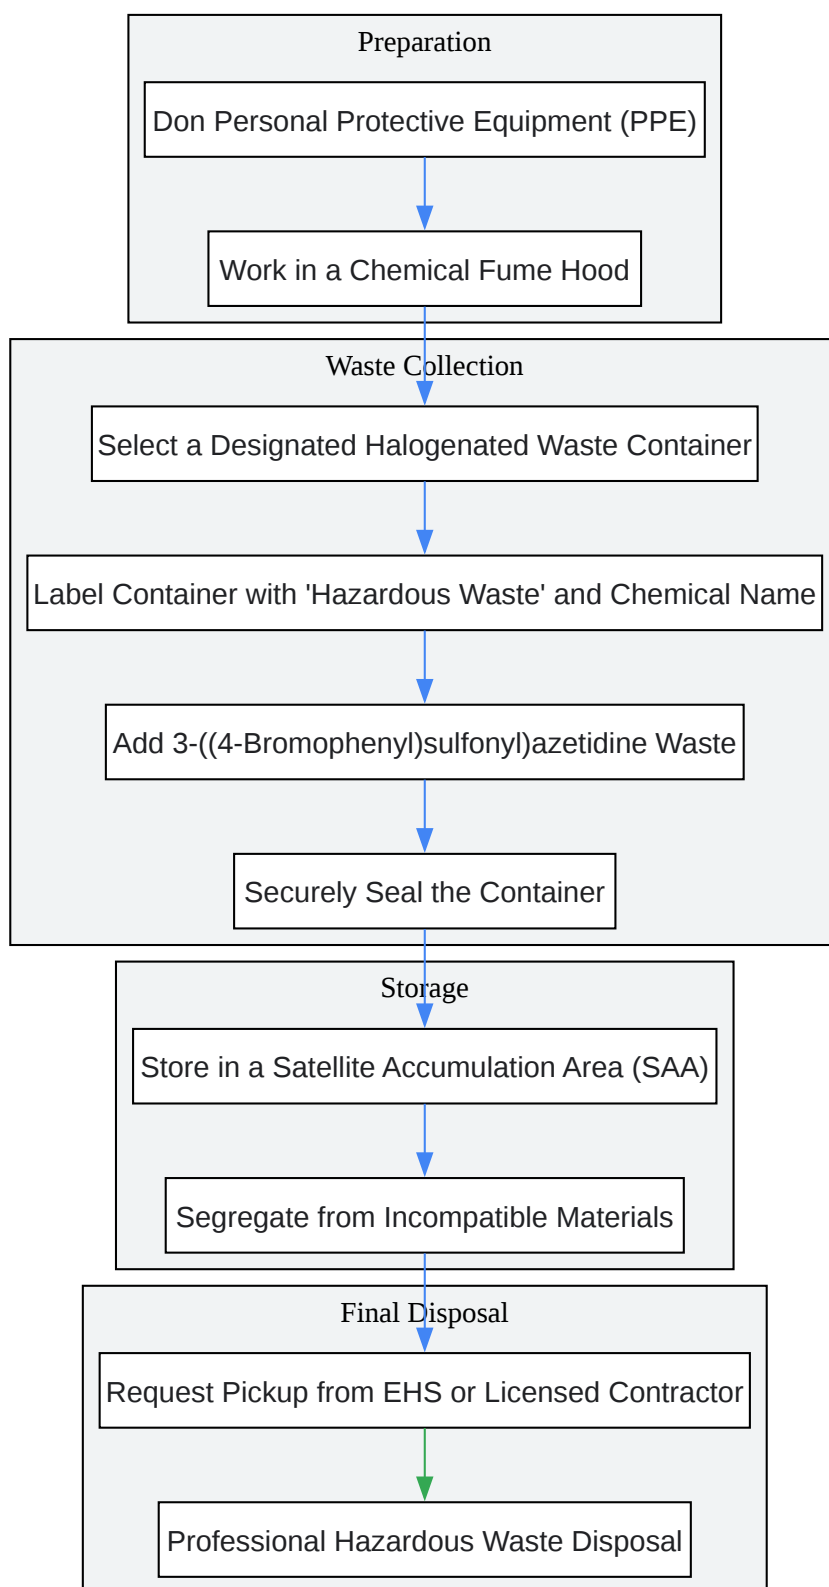 Preparation
Don Personal Protective Equipment (PPE)
Work in a Chemical Fume Hood
Waste Collection
Select a Designated Halogenated Waste Container
Label Container with 'Hazardous Waste' and Chemical Name
Add 3-((4-Bromophenyl)sulfonyl)azetidine Waste
Securely Seal the Container
Storage
Store in a Satellite Accumulation Area (SAA)
Segregate from Incompatible Materials
Final Disposal
Request Pickup from EHS or Licensed Contractor
Professional Hazardous Waste Disposal